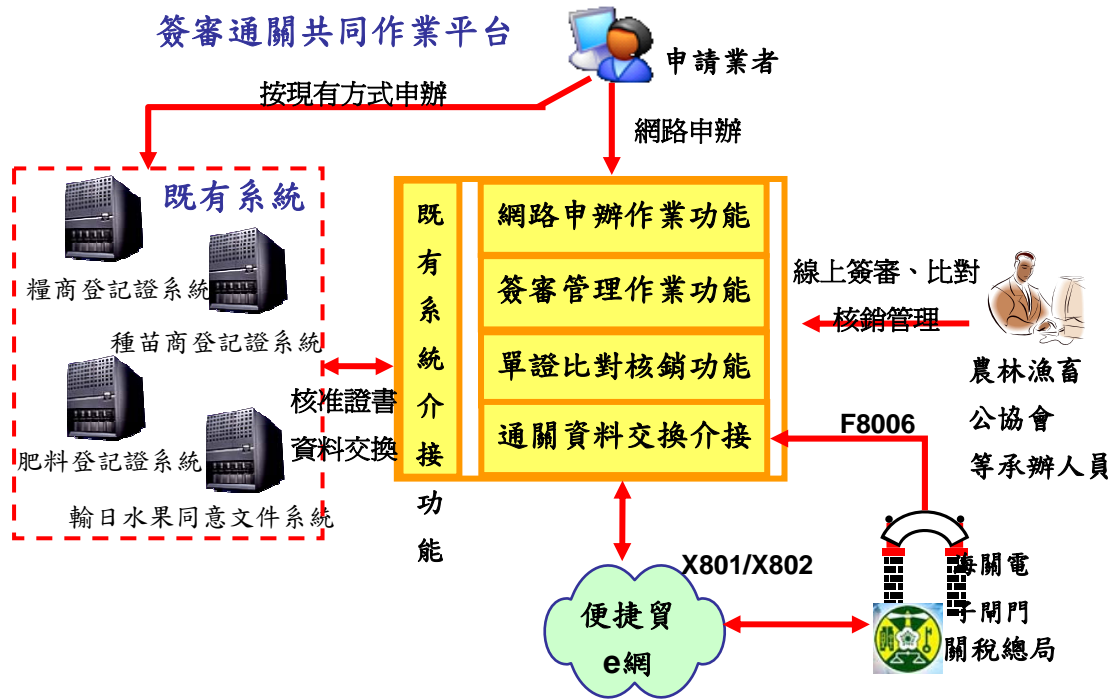 簽審通關共同作業平台
申請業者
按現有方式申辦
網路申辦
既有系統
糧商登記證系統
種苗商登記證系統
肥料登記證系統
輸日水果同意文件系統
核准證書
資料交換
既有系統介接功能
網路申辦作業功能
簽審管理作業功能
單證比對核銷功能
通關資料交換介接
線上簽審、比對
核銷管理
農林漁畜
公協會
等承辦人員
F8006
X801/X802
便捷貿
e網
海關電
子閘門
關稅總局